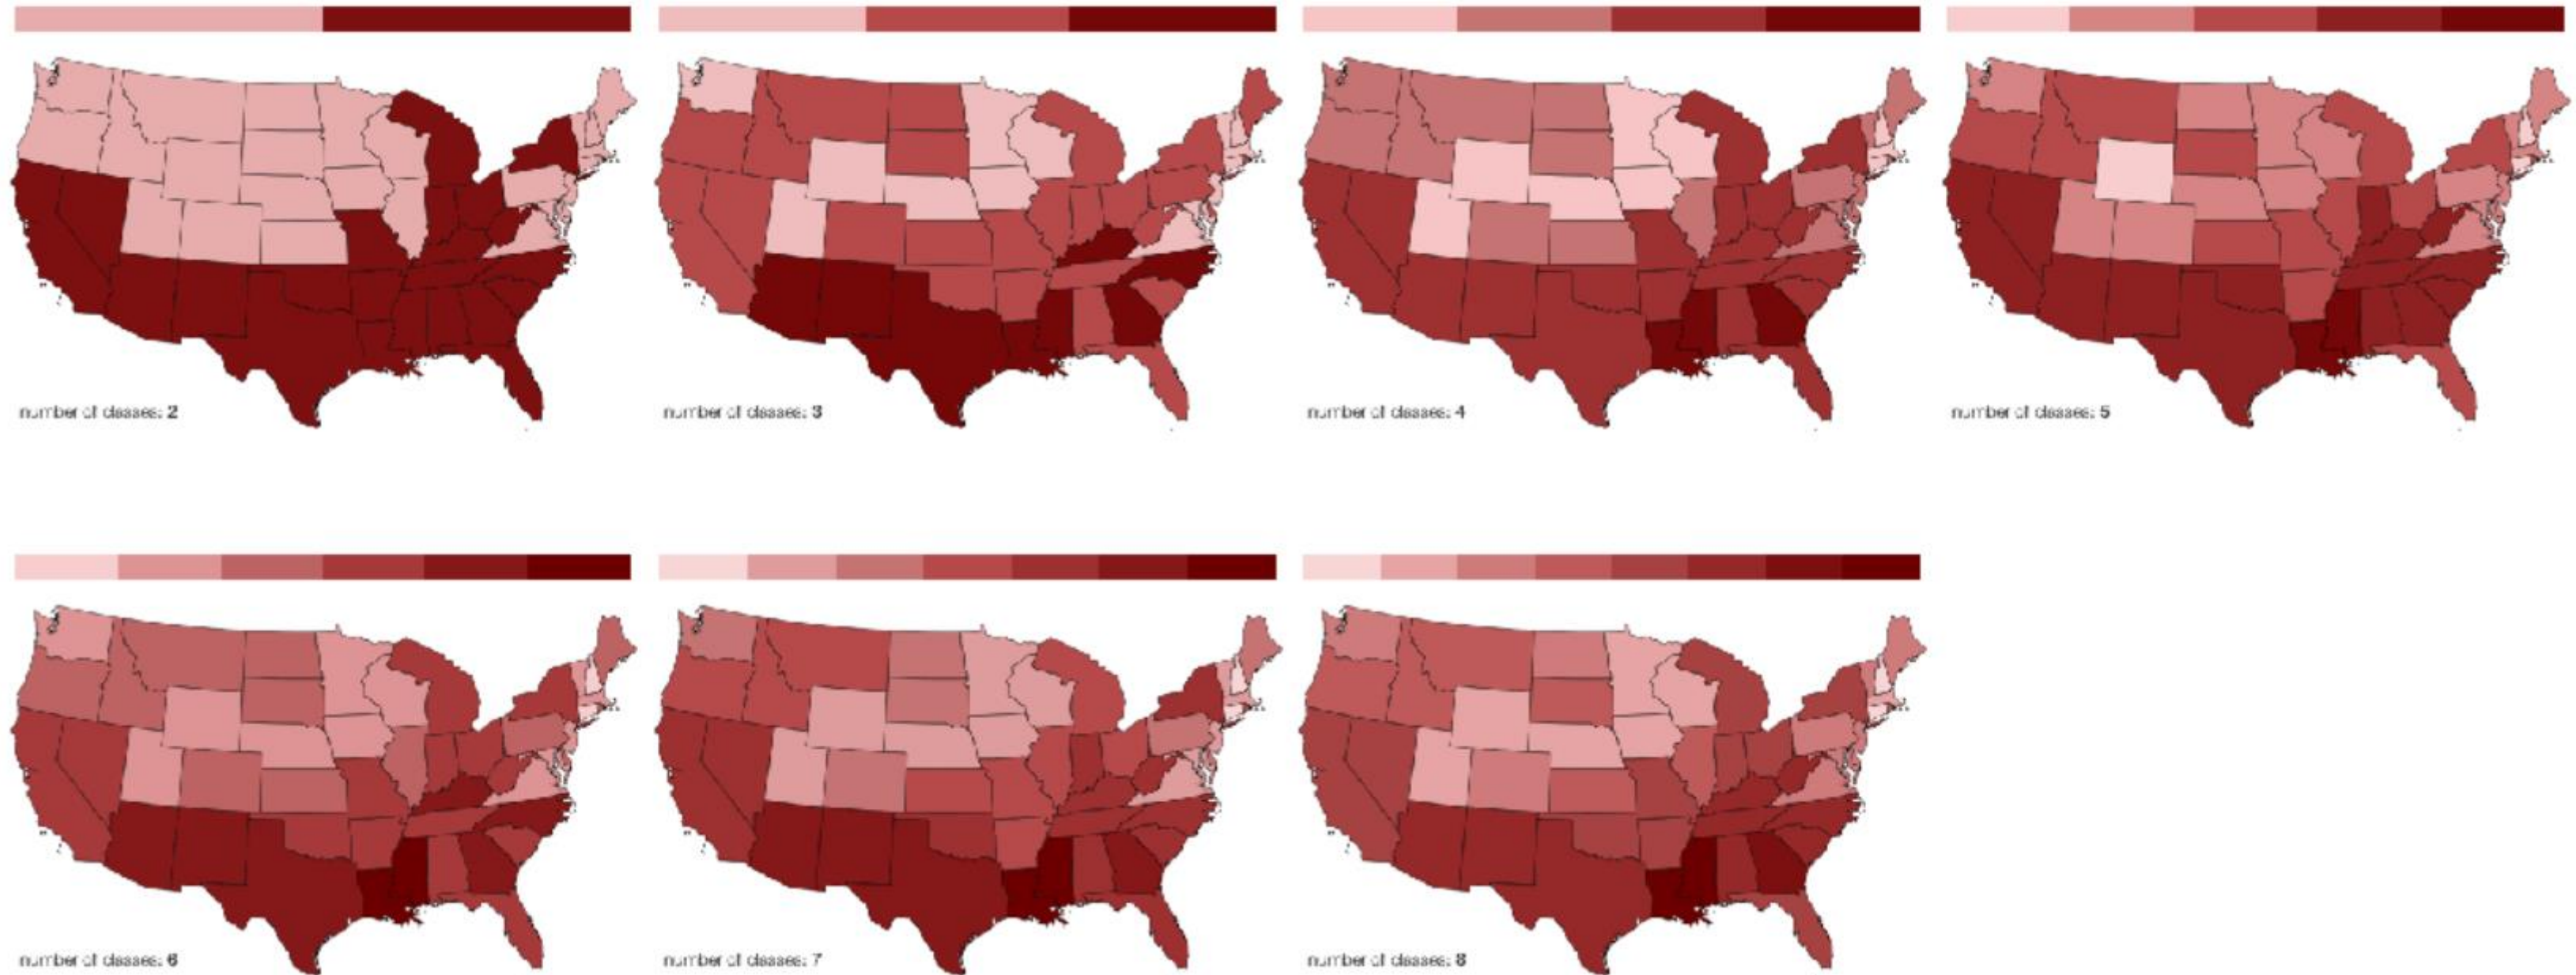 number of classes: 2
number of classes: 3
number of classes: 4
number of classes: 5
number of classes: 6
number of classes: 7
number of classes: 8